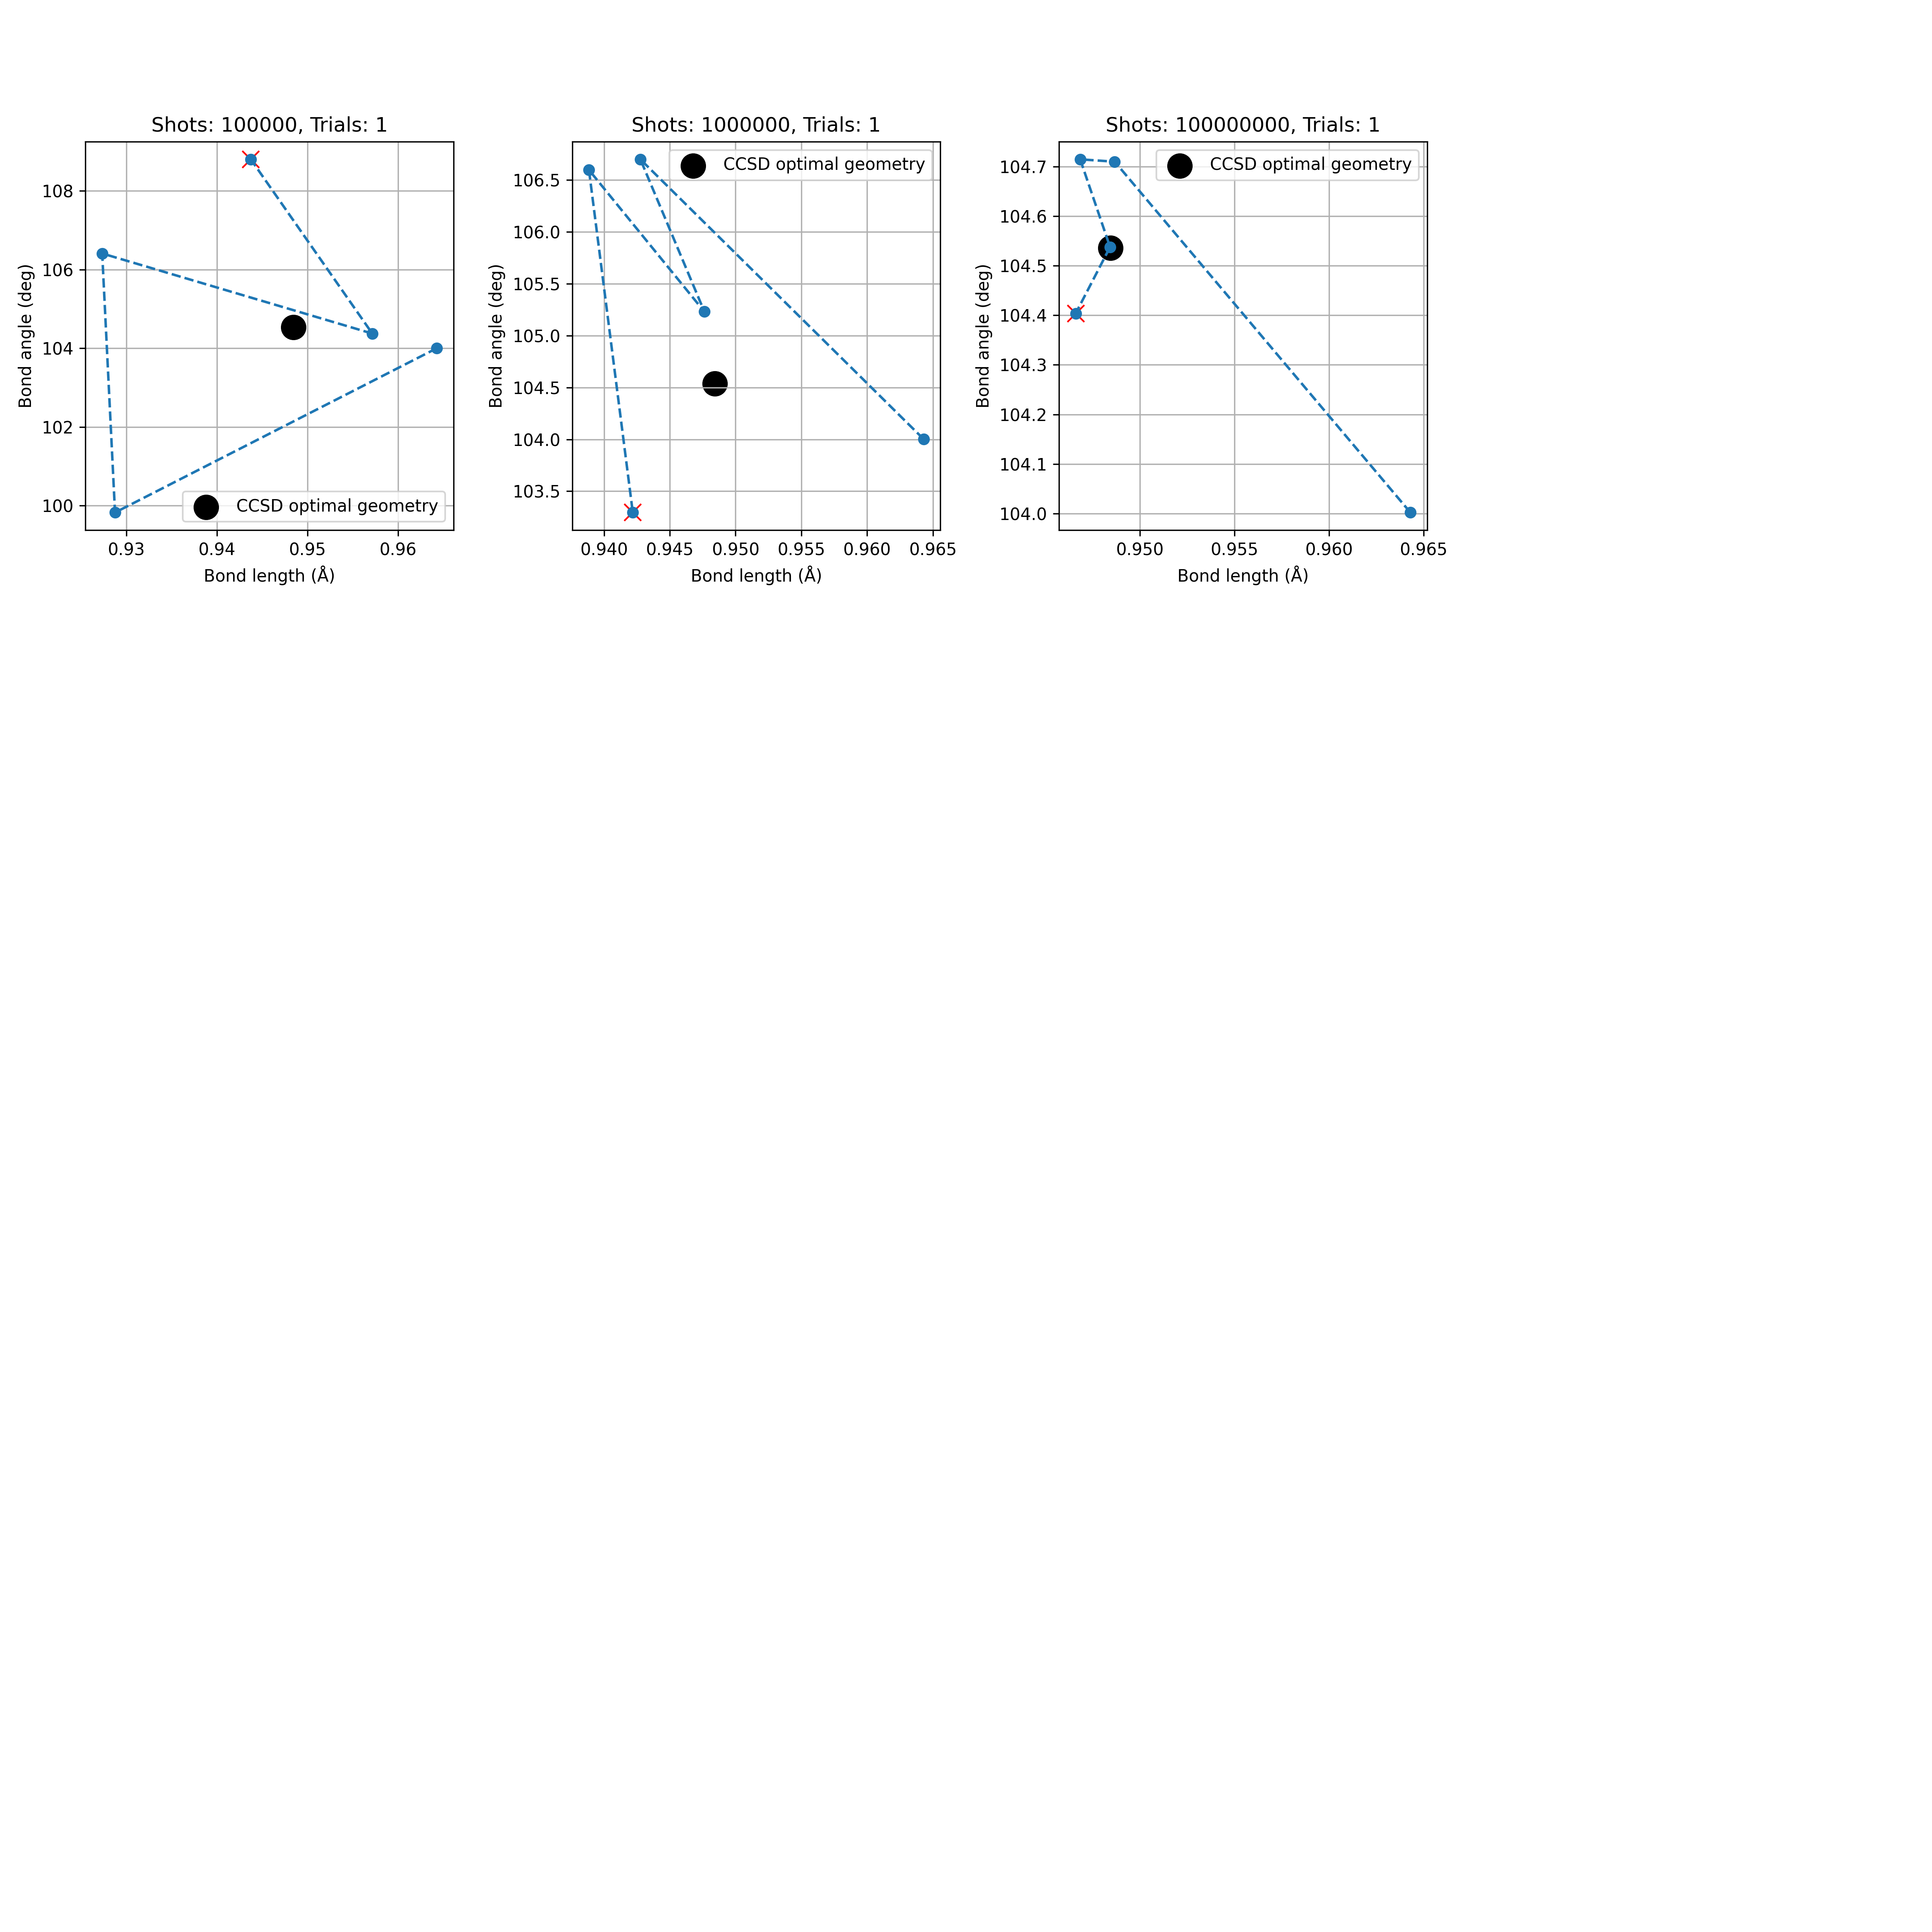 Shots: 100000, Trials: 1
Bond angle (deg)
108
106
104
102
100
CCSD optimal geometry
0.93 0.94 0.95 0.96
Bond length (Å)
Shots: 1000000, Trials: 1
Bond angle (deg)
106.5
106.0
105.5
105.0
104.5
104.0
103.5
CCSD optimal geometry
0.940 0.945 0.950 0.955 0.960 0.965
Bond length (Å)
Shots: 100000000, Trials: 1
Bond angle (deg)
104.7
104.6
104.5
104.4
104.3
104.2
104.1
104.0
CCSD optimal geometry
0.950 0.955 0.960 0.965
Bond length (Å)